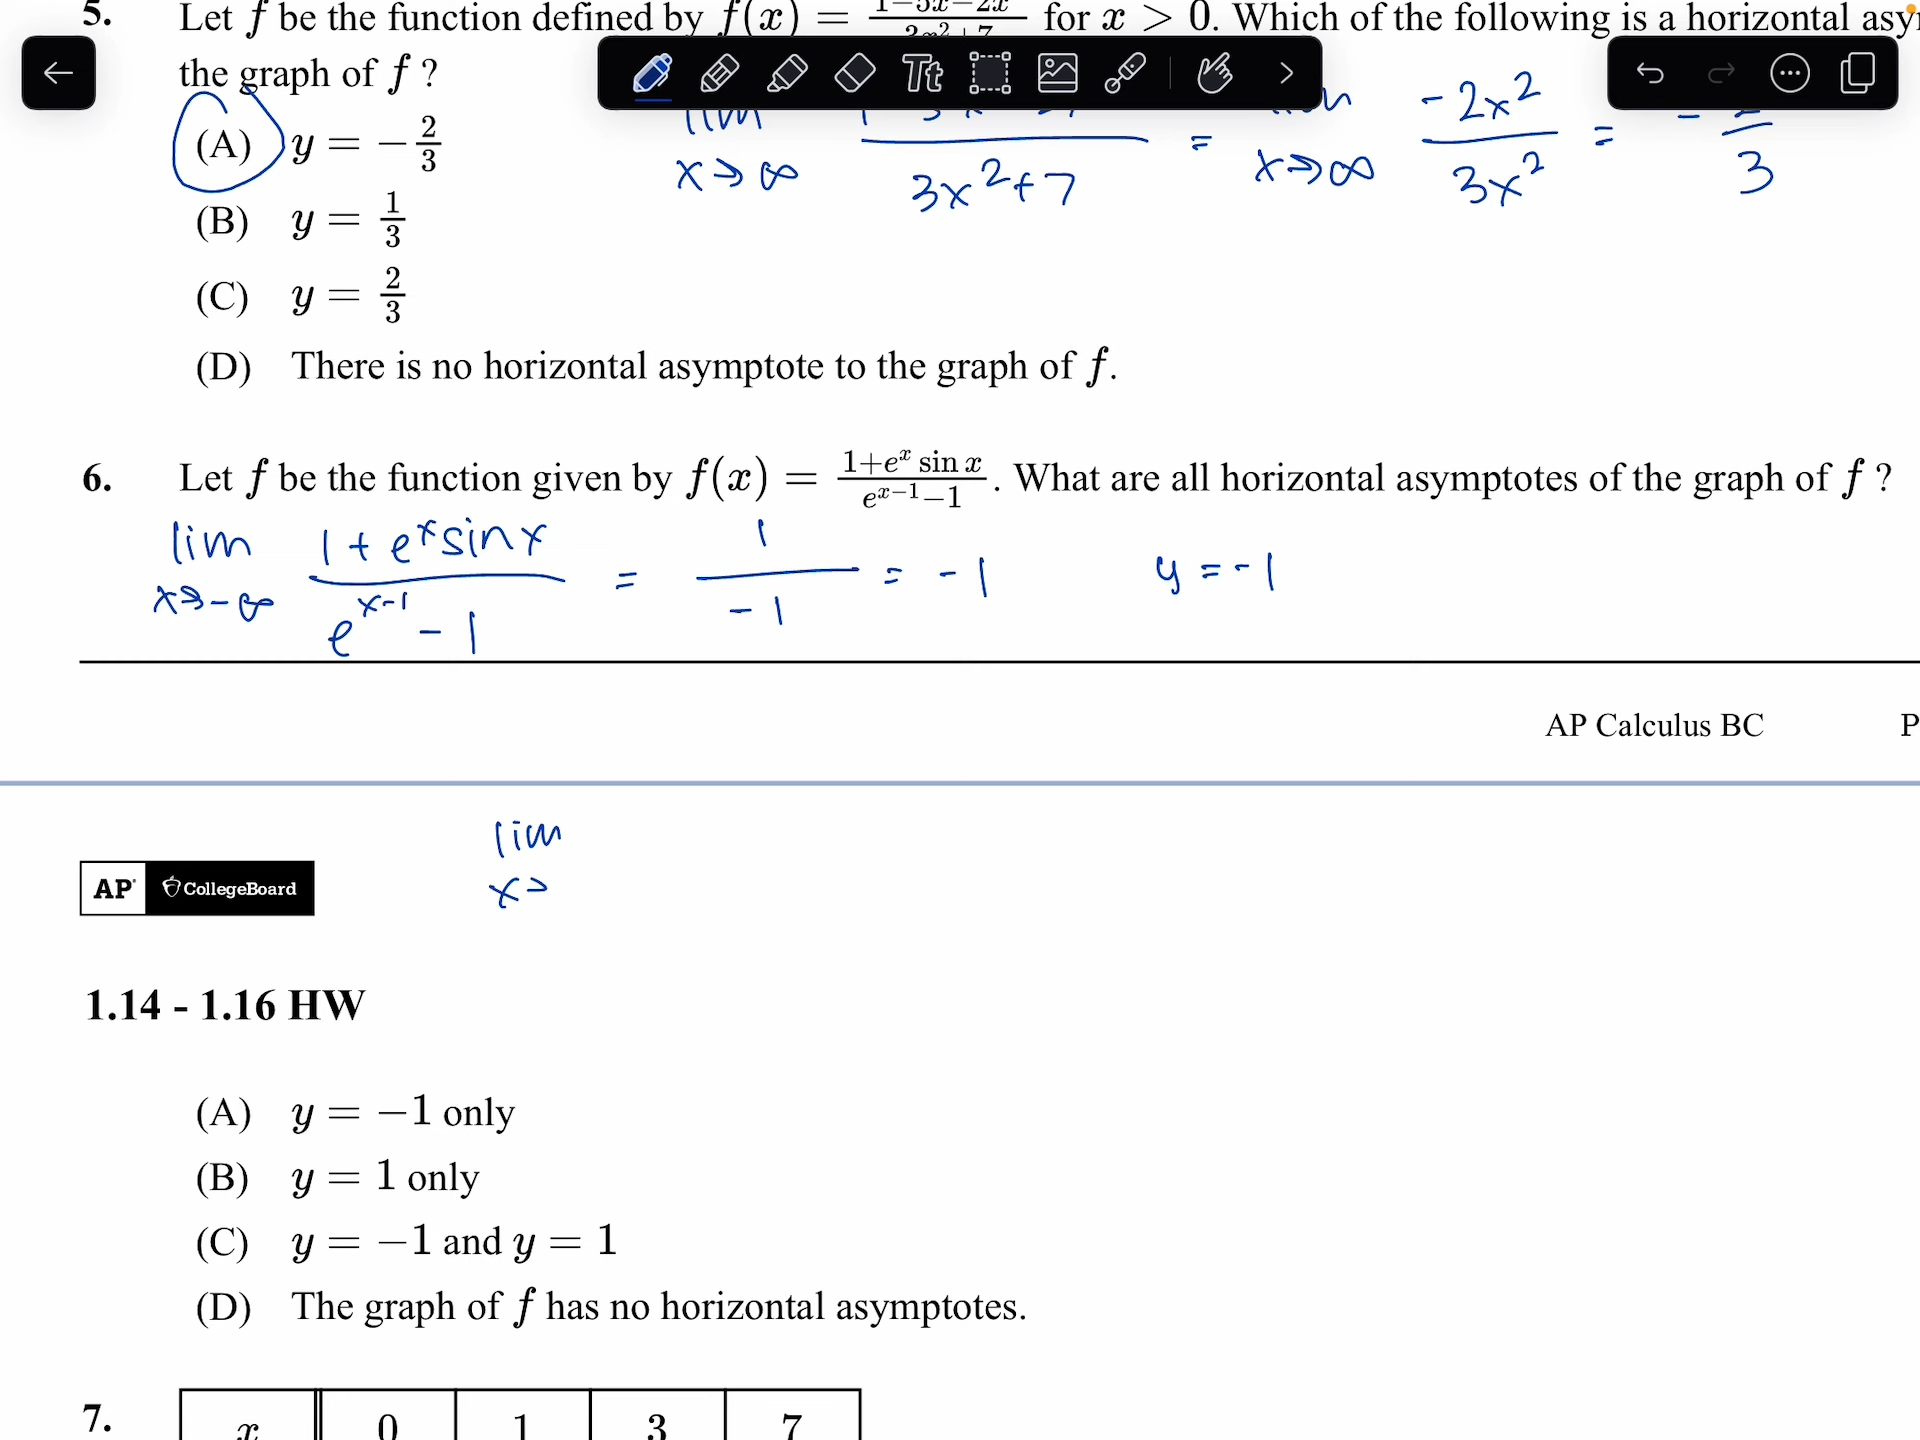 5. Let f be the function defined by f(x) = for x > 0. Which of the following is a horizontal
the graph of f ?
(A) y = −2/3
lim x→∞ 3x²+7 = x→∞ −2x²/3x² = − /3
(B) y = 1/3
(C) y = 2/3
(D) There is no horizontal asymptote to the graph of f.
6. Let f be the function given by f(x) = (1+eˣ sin x)/(eˣ⁻¹−1). What are all horizontal asymptotes of the graph of f ?
lim x→−∞ (1 + eˣ sin x)/(eˣ⁻¹ − 1) = 1/−1 = −1 y = −1
AP Calculus BC
lim
x→
AP CollegeBoard
1.14 - 1.16 HW
(A) y = −1 only
(B) y = 1 only
(C) y = −1 and y = 1
(D) The graph of f has no horizontal asymptotes.
7. x 0 1 3 7